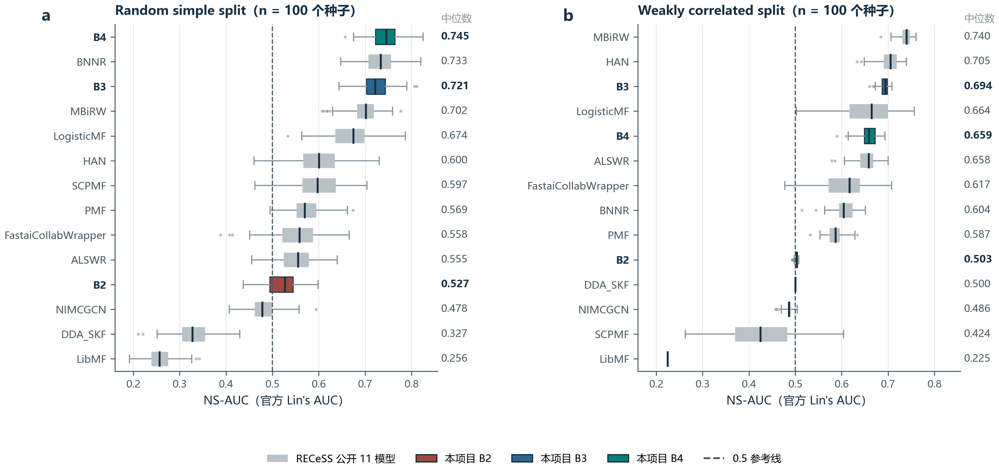 a
Random simple split（n = 100 个种子）
中位数
B4
0.745
BNNR
0.733
B3
0.721
MBiRW
0.702
LogisticMF
0.674
HAN
0.600
SCPMF
0.597
PMF
0.569
FastaiCollabWrapper
0.558
ALSWR
0.555
B2
0.527
NIMCGCN
0.478
DDA_SKF
0.327
LibMF
0.256
0.2 0.3 0.4 0.5 0.6 0.7 0.8
NS-AUC（官方 Lin's AUC）
b
Weakly correlated split（n = 100 个种子）
中位数
MBiRW
0.740
HAN
0.705
B3
0.694
LogisticMF
0.664
B4
0.659
ALSWR
0.658
FastaiCollabWrapper
0.617
BNNR
0.604
PMF
0.587
B2
0.503
DDA_SKF
0.500
NIMCGCN
0.486
SCPMF
0.424
LibMF
0.225
0.2 0.3 0.4 0.5 0.6 0.7 0.8
NS-AUC（官方 Lin's AUC）
RECeSS 公开 11 模型 本项目 B2 本项目 B3 本项目 B4 0.5 参考线